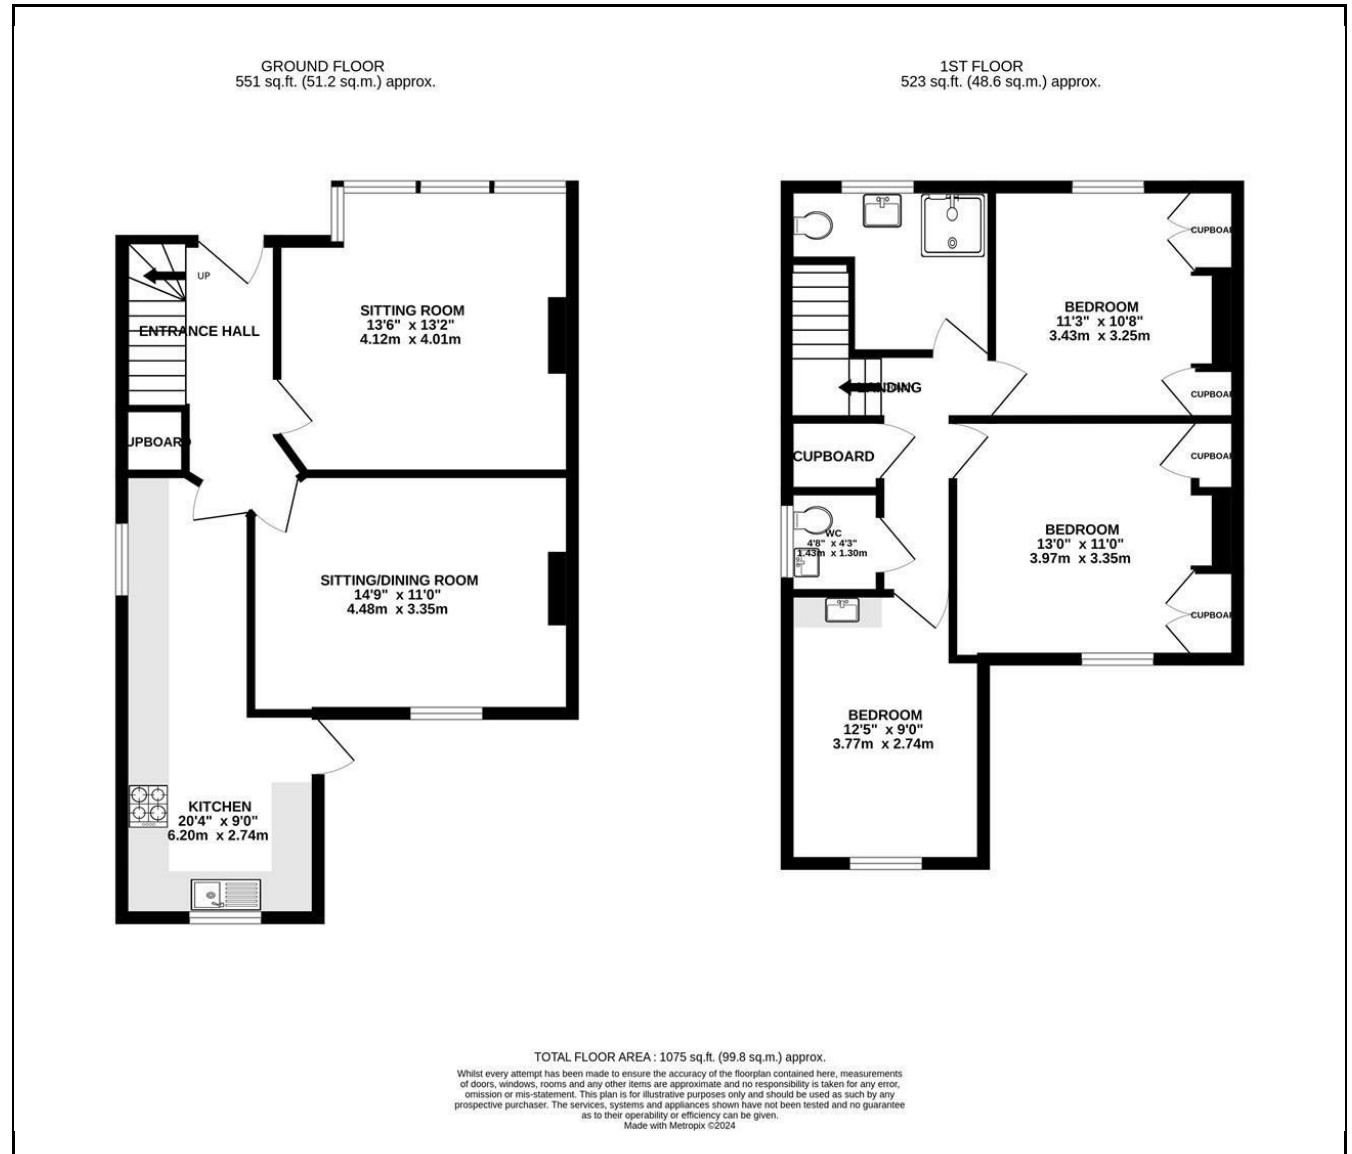 GROUND FLOOR
551 sq.ft. (51.2 sq.m.) approx.
1ST FLOOR
523 sq.ft. (48.6 sq.m.) approx.
UP
ENTRANCE HALL
SITTING ROOM
13'6" x 13'2"
4.12m x 4.01m
UPBOARD
SITTING/DINING ROOM
14'9" x 11'0"
4.48m x 3.35m
KITCHEN
20'4" x 9'0"
6.20m x 2.74m
CUPBOAR
BEDROOM
11'3" x 10'8"
3.43m x 3.25m
LANDING
CUPBOAR
CUPBOARD
CUPBOAR
WC
4'8" x 4'3"
1.43m x 1.30m
BEDROOM
13'0" x 11'0"
3.97m x 3.35m
CUPBOAR
BEDROOM
12'5" x 9'0"
3.77m x 2.74m
TOTAL FLOOR AREA : 1075 sq.ft. (99.8 sq.m.) approx.
Whilst every attempt has been made to ensure the accuracy of the floorplan contained here, measurements
of doors, windows, rooms and any other items are approximate and no responsibility is taken for any error,
omission or mis-statement. This plan is for illustrative purposes only and should be used as such by any
prospective purchaser. The services, systems and appliances shown have not been tested and no guarantee
as to their operability or efficiency can be given.
Made with Metropix ©2024